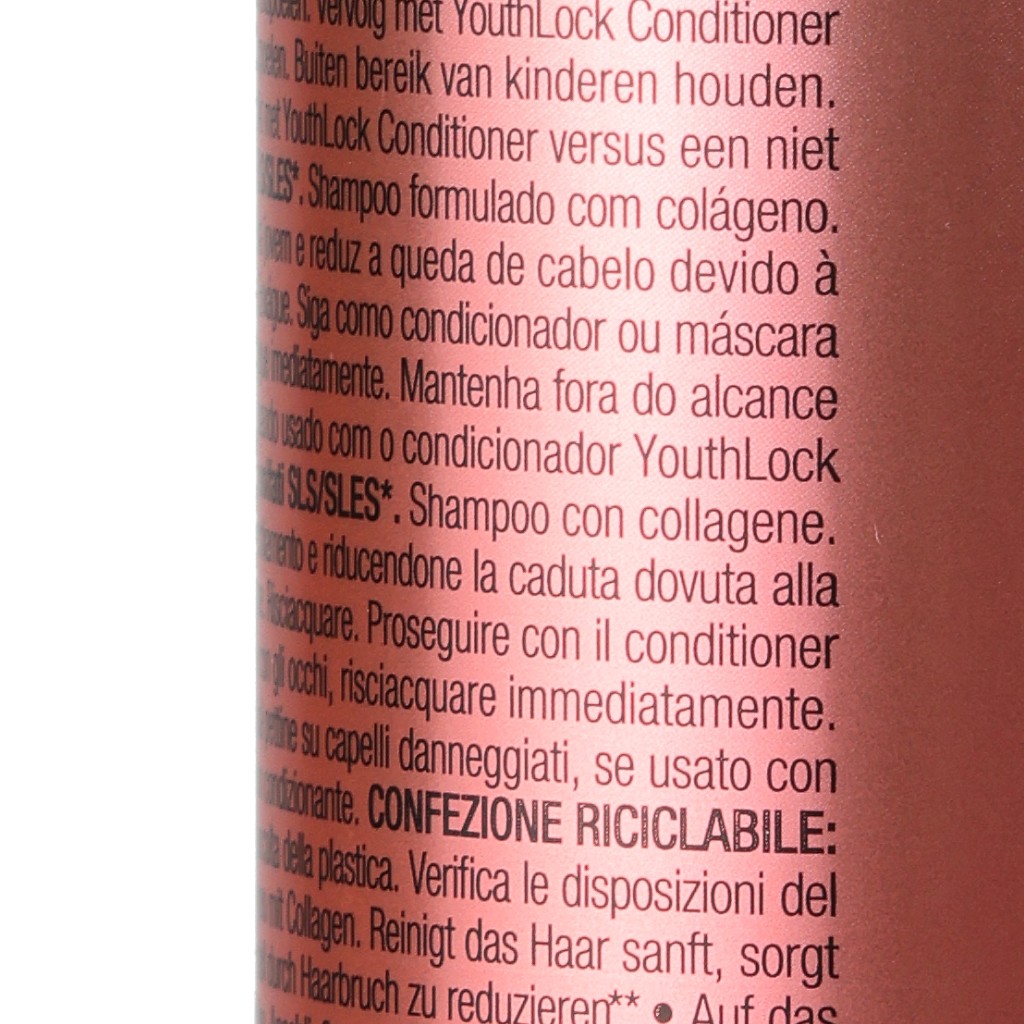 Vervolg met YouthLock Conditioner
Buiten bereik van kinderen houden.
met YouthLock Conditioner versus een niet
SLES*. Shampoo formulado com colágeno.
e reduz a queda de cabelo devido à
Siga como condicionador ou máscara
imediatamente. Mantenha fora do alcance
usado com o condicionador YouthLock
SLS/SLES*. Shampoo con collagene.
e riducendone la caduta dovuta alla
Risciacquare. Proseguire con il conditioner
gli occhi, risciacquare immediatamente.
su capelli danneggiati, se usato con
CONFEZIONE RICICLABILE:
della plastica. Verifica le disposizioni del
mit Collagen. Reinigt das Haar sanft, sorgt
durch Haarbruch zu reduzieren** • Auf das